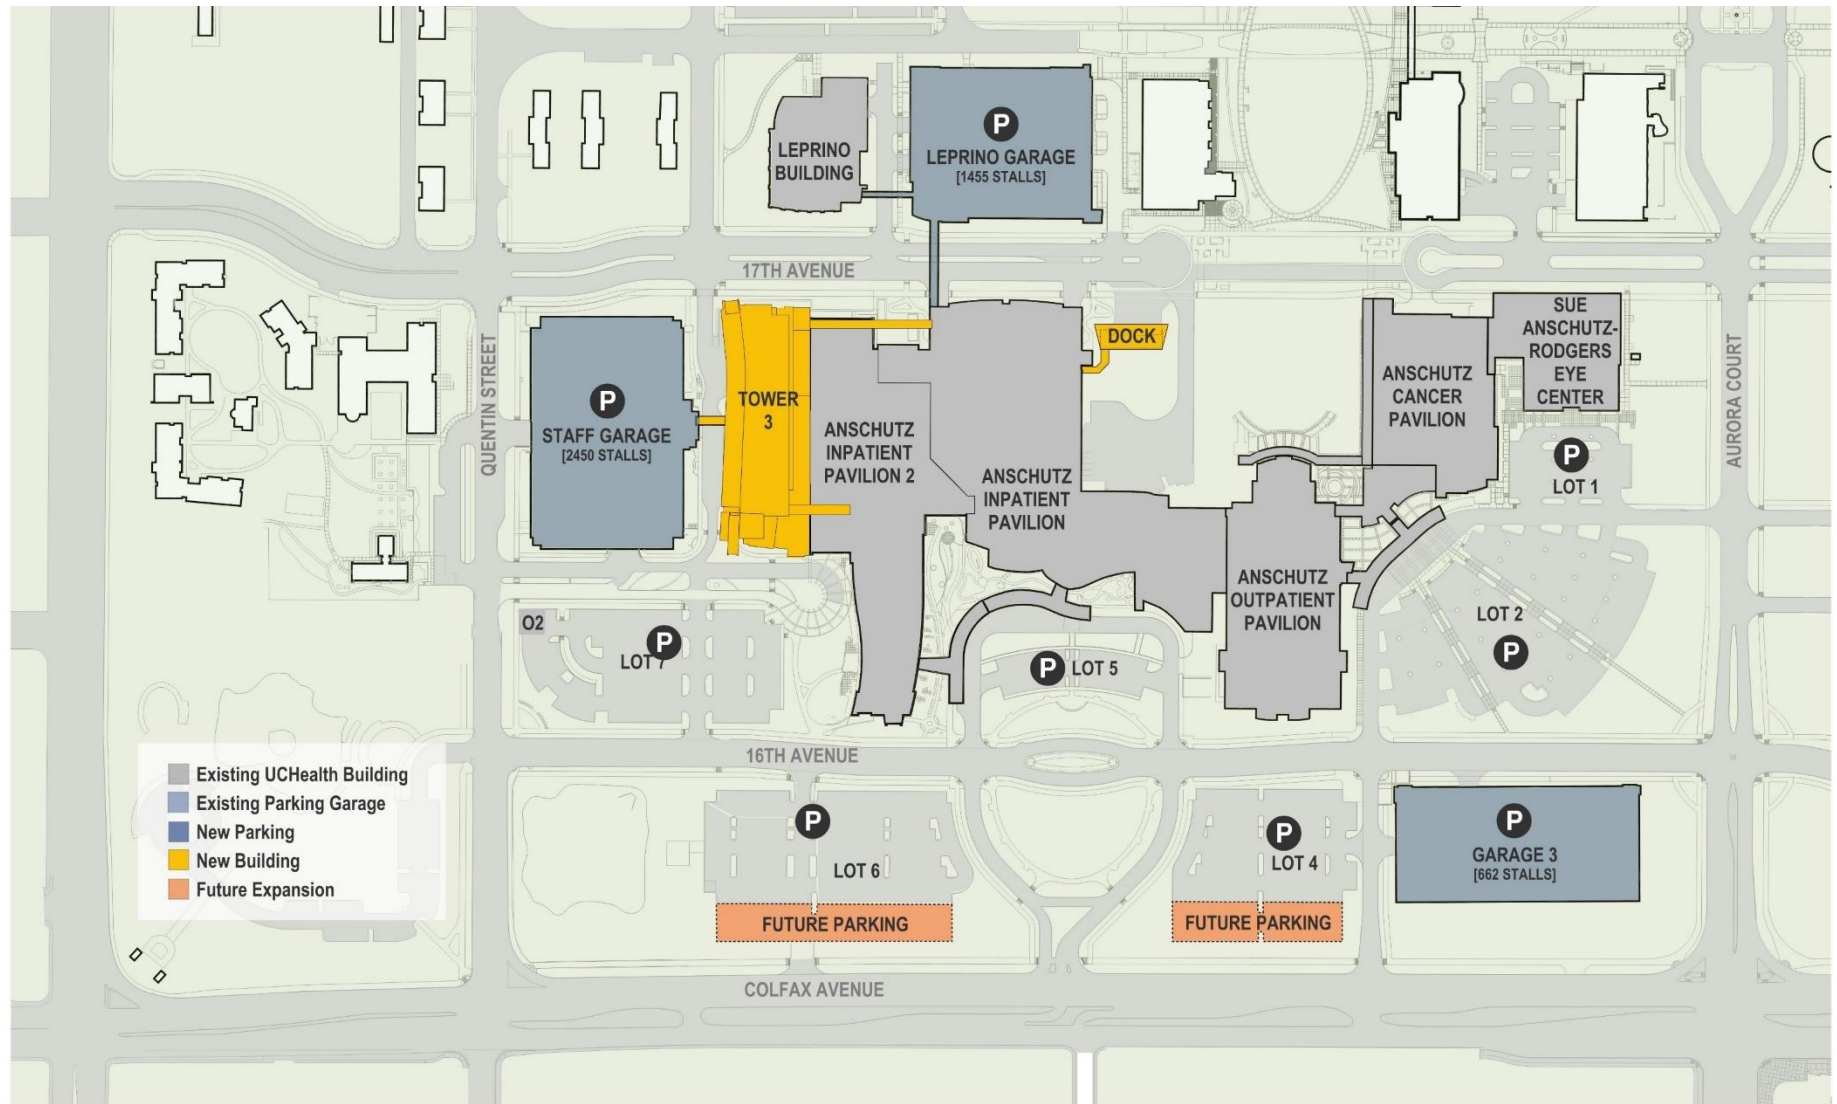 P
LEPRINO
BUILDING
LEPRINO GARAGE
[1455 STALLS]
17TH AVENUE
QUENTIN STREET
P
STAFF GARAGE
[2450 STALLS]
TOWER
3
ANSCHUTZ
INPATIENT
PAVILION 2
ANSCHUTZ
INPATIENT
PAVILION
DOCK
ANSCHUTZ
CANCER
PAVILION
SUE
ANSCHUTZ-
RODGERS
EYE
CENTER
AURORA COURT
P
LOT 1
ANSCHUTZ
OUTPATIENT
PAVILION
LOT 2
P
O2
P
LOT 7
P
LOT 5
16TH AVENUE
Existing UCHealth Building
Existing Parking Garage
New Parking
New Building
Future Expansion
P
LOT 6
FUTURE PARKING
P
LOT 4
FUTURE PARKING
P
GARAGE 3
[662 STALLS]
COLFAX AVENUE